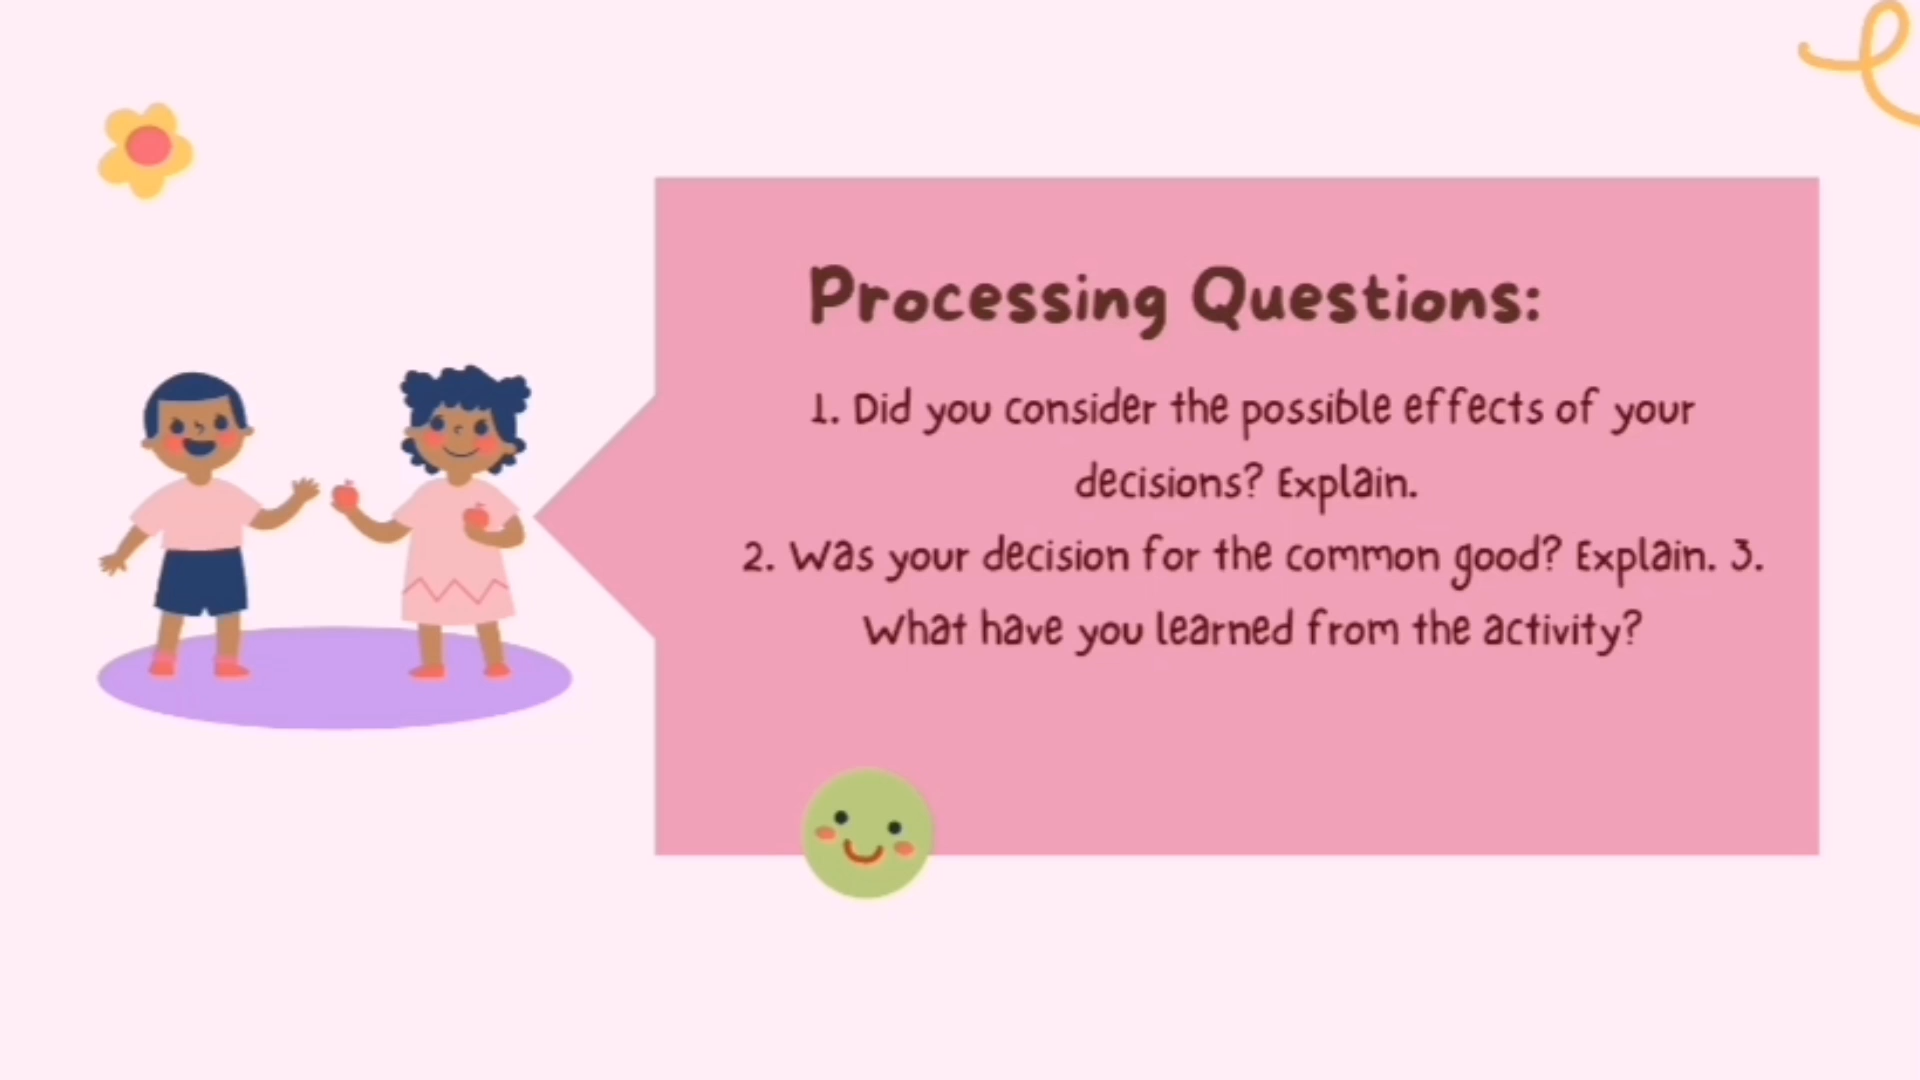 Processing Questions:
1. Did you consider the possible effects of your
decisions? Explain.
2. Was your decision for the common good? Explain. 3.
What have you learned from the activity?